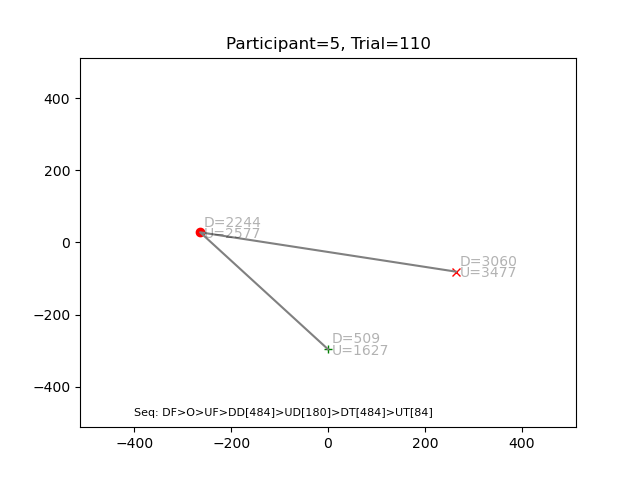 Participant=5, Trial=110
400
200
0
−200
−400
D=2244
U=2577
D=3060
U=3477
D=509
U=1627
Seq: DF>O>UF>DD[484]>UD[180]>DT[484]>UT[84]
−400 −200 0 200 400